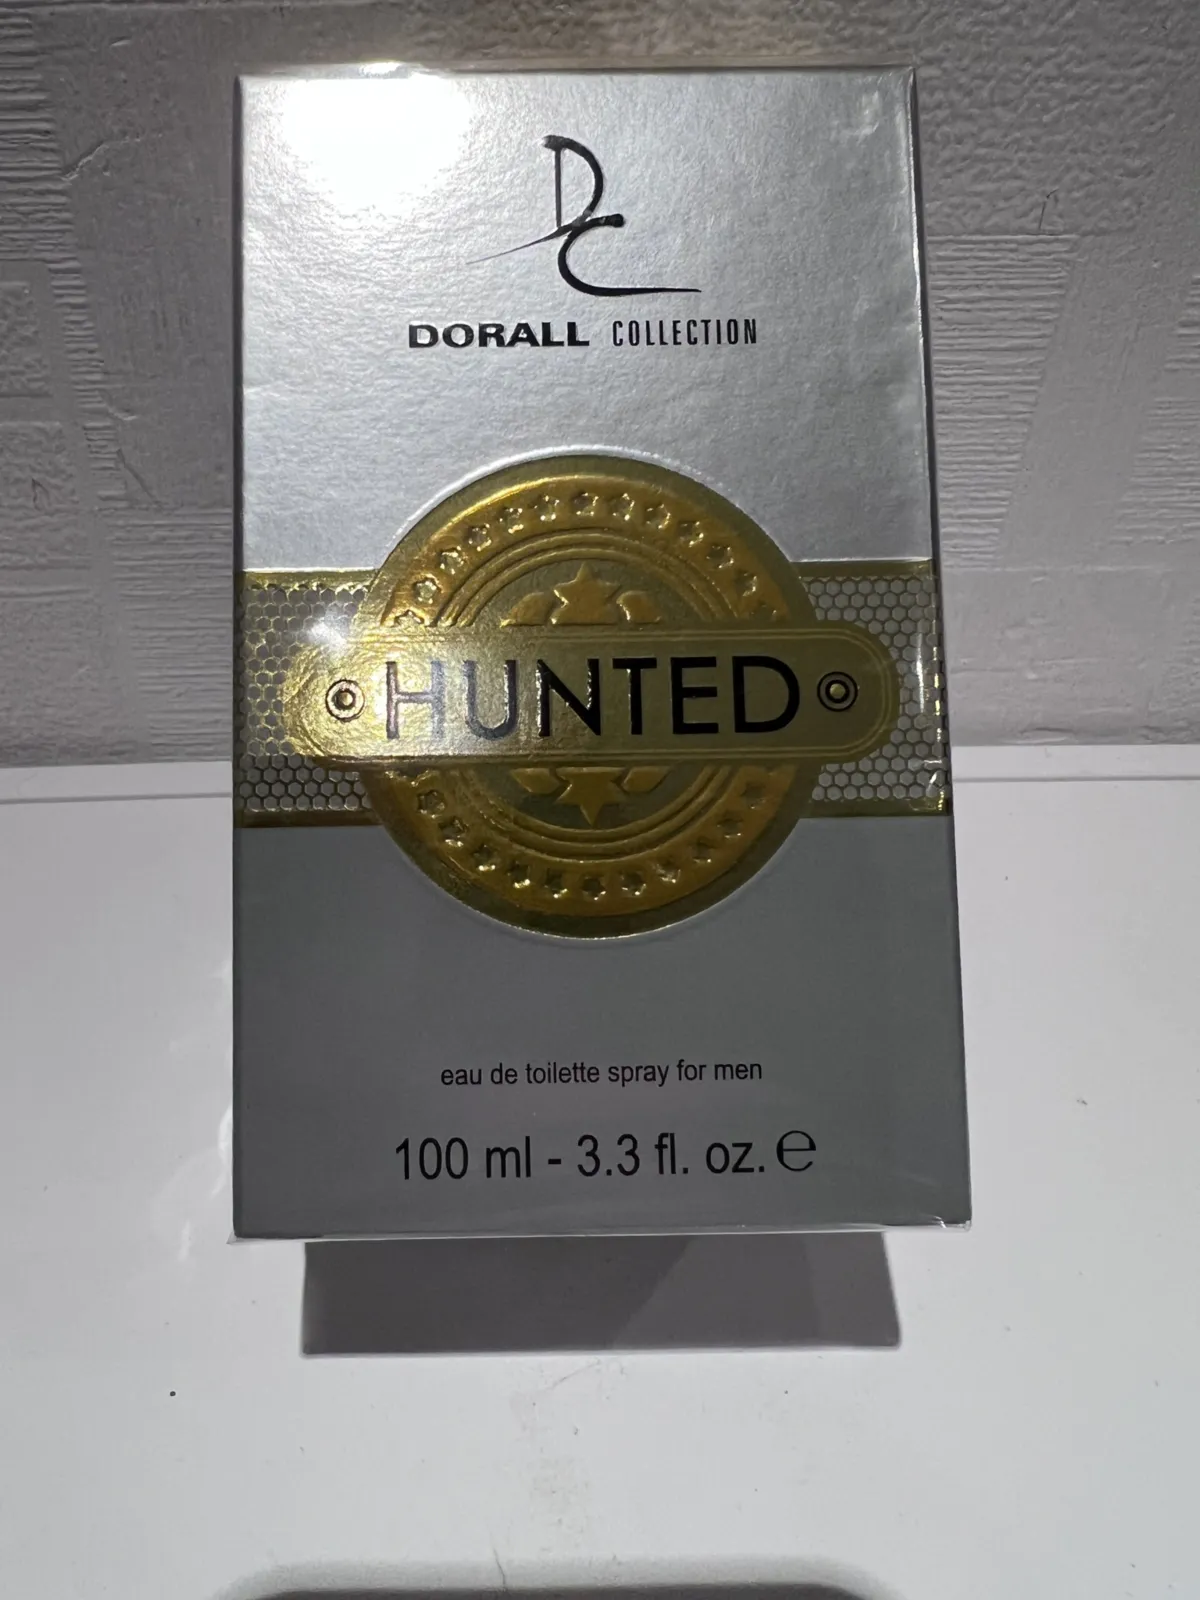 DC
DORALL COLLECTION
HUNTED
eau de toilette spray for men
100 ml - 3.3 fl. oz. ℮